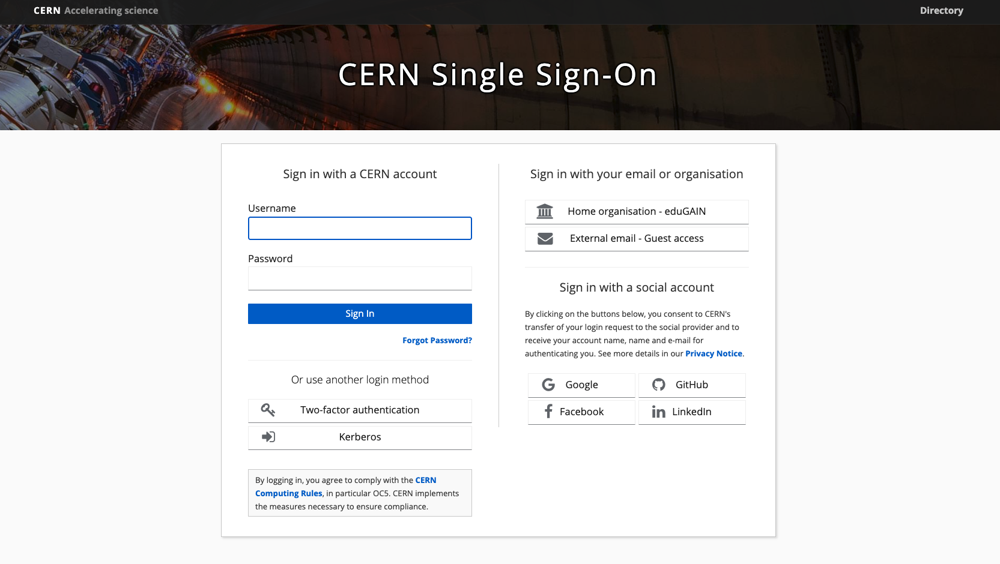 CERN Accelerating science
Directory
CERN Single Sign-On
Sign in with a CERN account
Username
Password
Sign In
Forgot Password?
Or use another login method
Two-factor authentication
Kerberos
By logging in, you agree to comply with the CERN
Computing Rules, in particular OC5. CERN implements
the measures necessary to ensure compliance.
Sign in with your email or organisation
Home organisation - eduGAIN
External email - Guest access
Sign in with a social account
By clicking on the buttons below, you consent to CERN's
transfer of your login request to the social provider and to
receive your account name, name and e-mail for
authenticating you. See more details in our Privacy Notice.
Google
GitHub
Facebook
LinkedIn